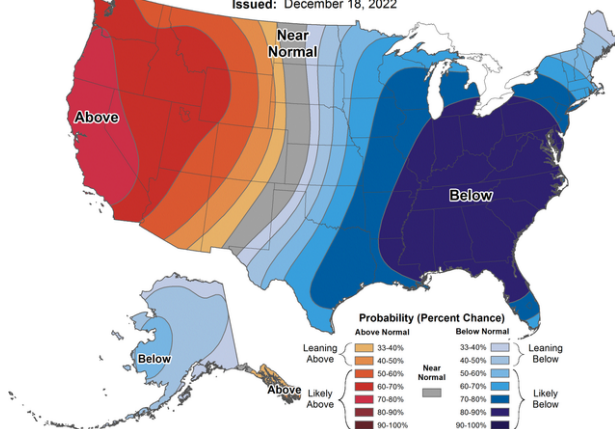 Issued: December 18, 2022
Near
Normal
Above
Below
Below
Above
Probability (Percent Chance)
Above Normal
Below Normal
Leaning
Above
Likely
Above
33-40%
40-50%
50-60%
60-70%
70-80%
80-90%
90-100%
Near
Normal
33-40%
40-50%
50-60%
60-70%
70-80%
80-90%
90-100%
Leaning
Below
Likely
Below